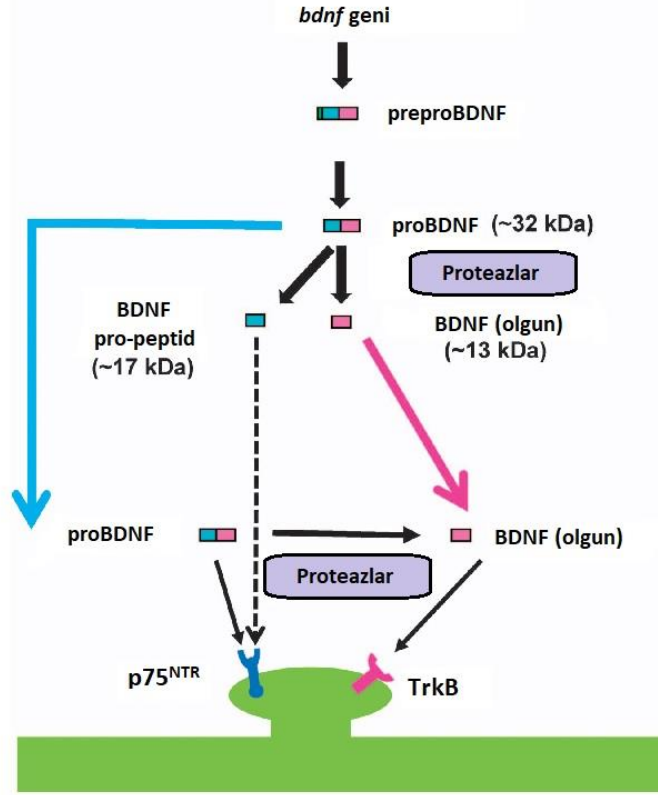 bdnf geni
preproBDNF
proBDNF (~32 kDa)
Proteazlar
BDNF
pro-peptid
(~17 kDa)
BDNF (olgun)
(~13 kDa)
proBDNF
BDNF (olgun)
Proteazlar
p75NTR
TrkB